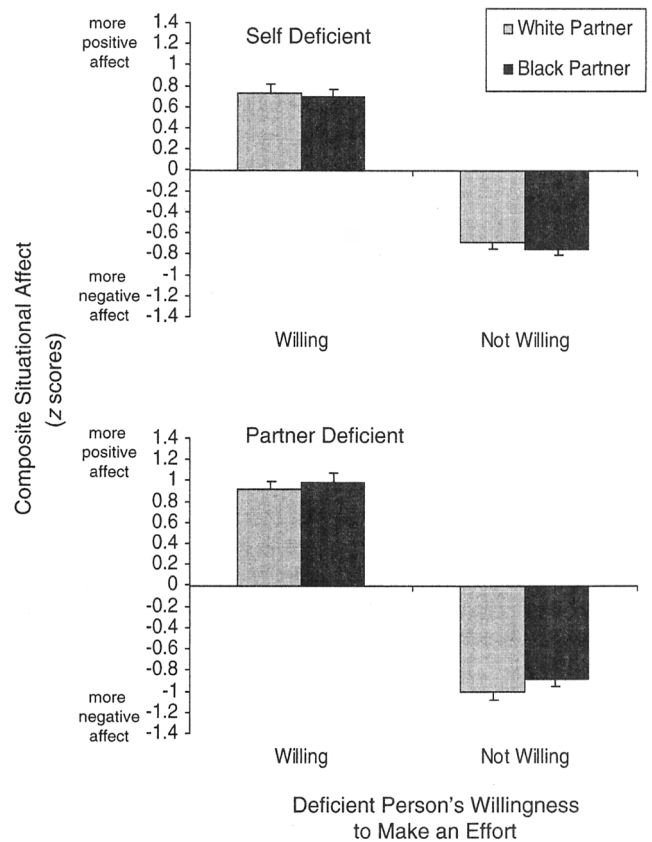 more
positive
affect
1.4
1.2
1
0.8
0.6
0.4
0.2
0
-0.2
-0.4
-0.6
-0.8
-1
-1.2
-1.4
more
negative
affect
Self Deficient
White Partner
Black Partner
Willing
Not Willing
Composite Situational Affect
(z scores)
more
positive
affect
1.4
1.2
1
0.8
0.6
0.4
0.2
0
-0.2
-0.4
-0.6
-0.8
-1
-1.2
-1.4
more
negative
affect
Partner Deficient
Willing
Not Willing
Deficient Person's Willingness
to Make an Effort